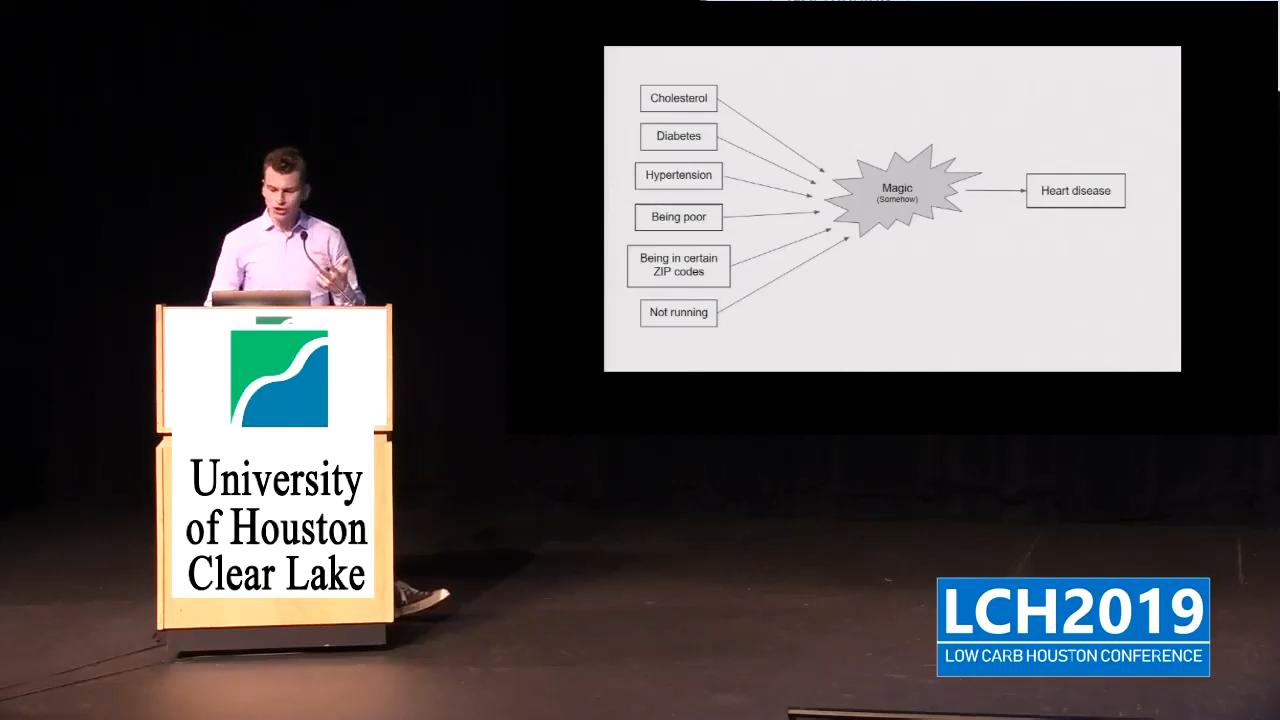 Cholesterol
Diabetes
Hypertension
Being poor
Being in certain
ZIP codes
Not running
Magic
(Somehow)
Heart disease
University
of Houston
Clear Lake
LCH2019
LOW CARB HOUSTON CONFERENCE